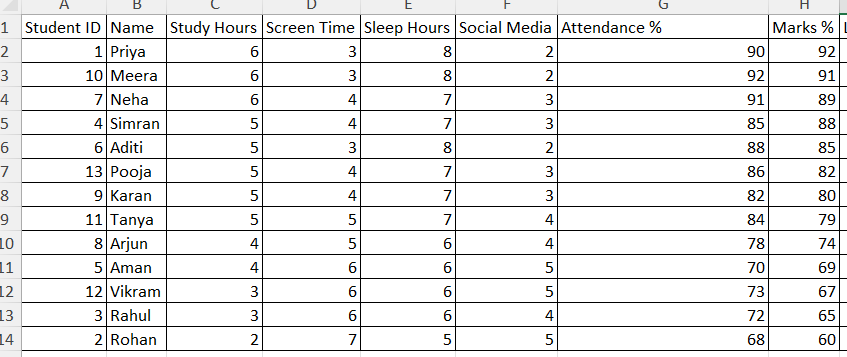 A B C D E F G H
1 Student ID Name Study Hours Screen Time Sleep Hours Social Media Attendance % Marks %
2 1 Priya 6 3 8 2 90 92
3 10 Meera 6 3 8 2 92 91
4 7 Neha 6 4 7 3 91 89
5 4 Simran 5 4 7 3 85 88
6 6 Aditi 5 3 8 2 88 85
7 13 Pooja 5 4 7 3 86 82
8 9 Karan 5 4 7 3 82 80
9 11 Tanya 5 5 7 4 84 79
10 8 Arjun 4 5 6 4 78 74
11 5 Aman 4 6 6 5 70 69
12 12 Vikram 3 6 6 5 73 67
13 3 Rahul 3 6 6 4 72 65
14 2 Rohan 2 7 5 5 68 60